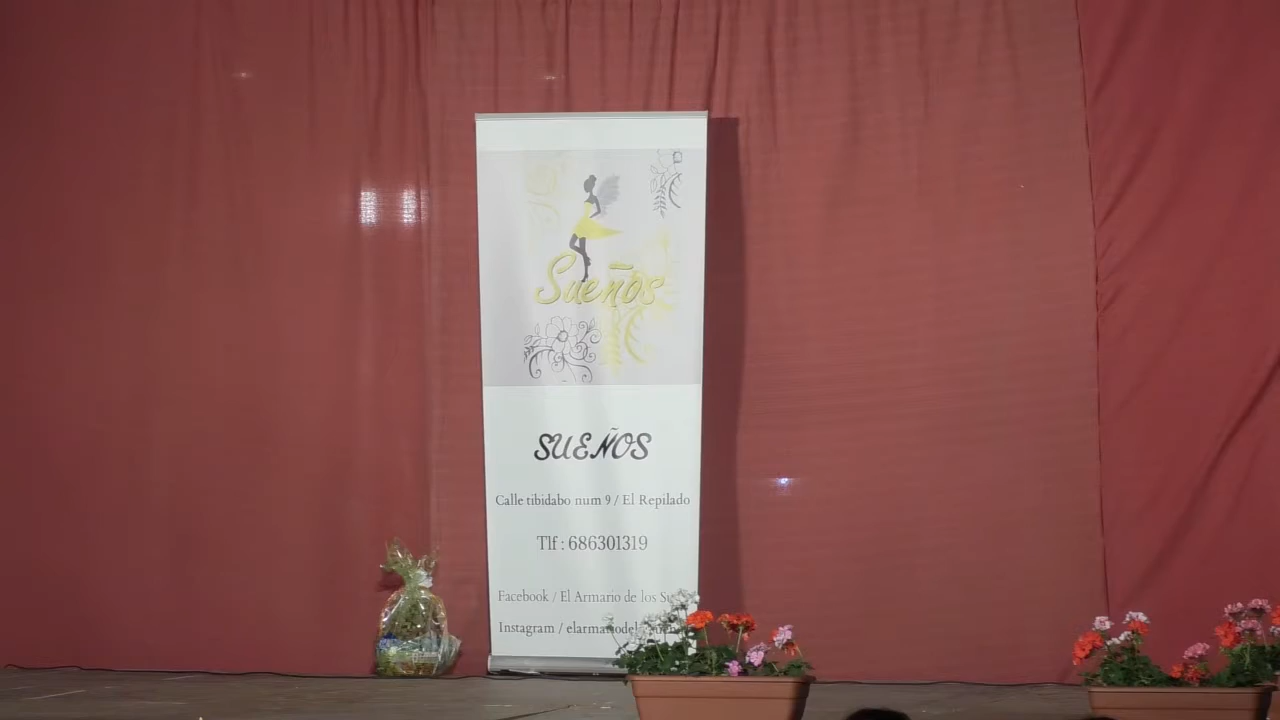 Sueños
SUEÑOS
Calle tibidabo num 9 / El Repilado
Tlf : 686301319
Facebook / El Armario de los
Instagram /